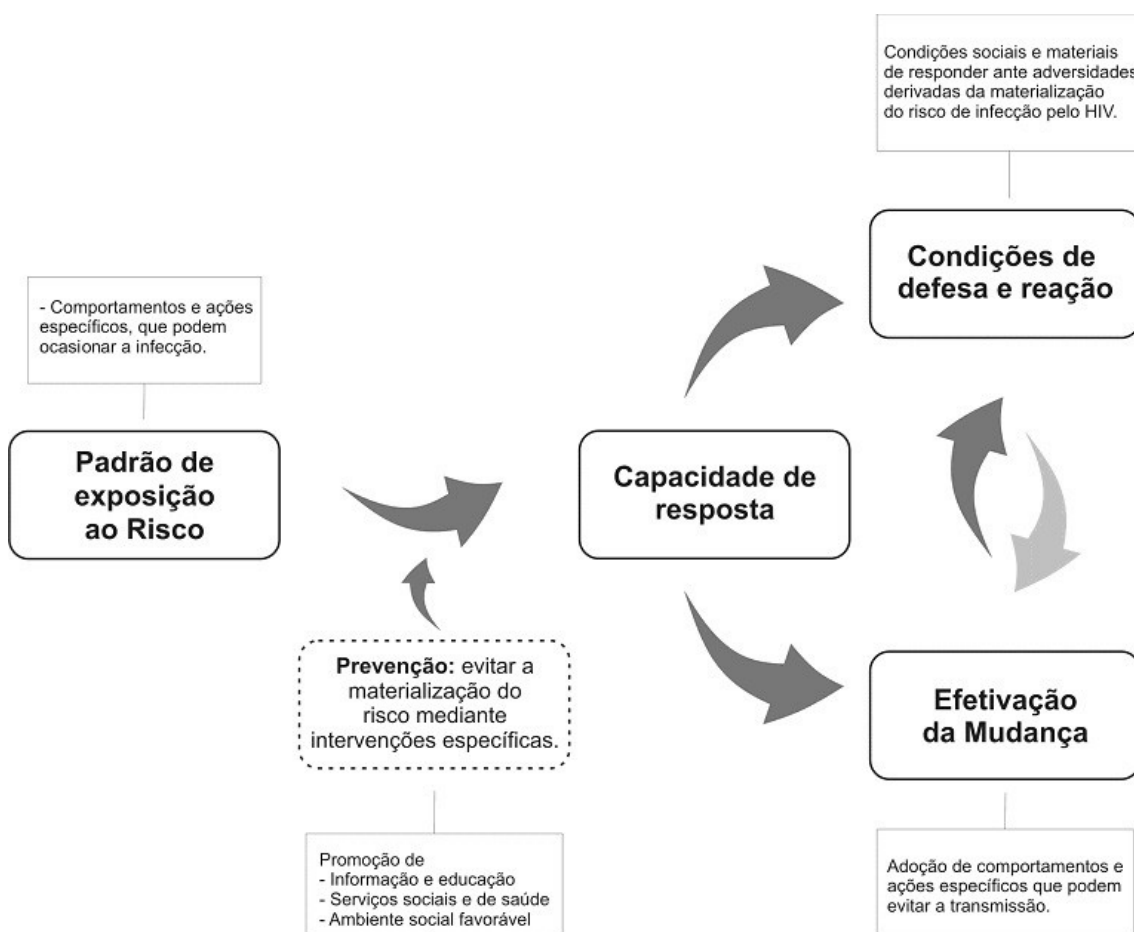 Condições sociais e materiais
de responder ante adversidades
derivadas da materialização
do risco de infecção pelo HIV.
Condições de
defesa e reação
- Comportamentos e ações
específicos, que podem
ocasionar a infecção.
Padrão de
exposição
ao Risco
Capacidade de
resposta
Prevenção: evitar a
materialização do
risco mediante
intervenções específicas.
Efetivação
da Mudança
Promoção de
- Informação e educação
- Serviços sociais e de saúde
- Ambiente social favorável
Adoção de comportamentos e
ações específicos que podem
evitar a transmissão.